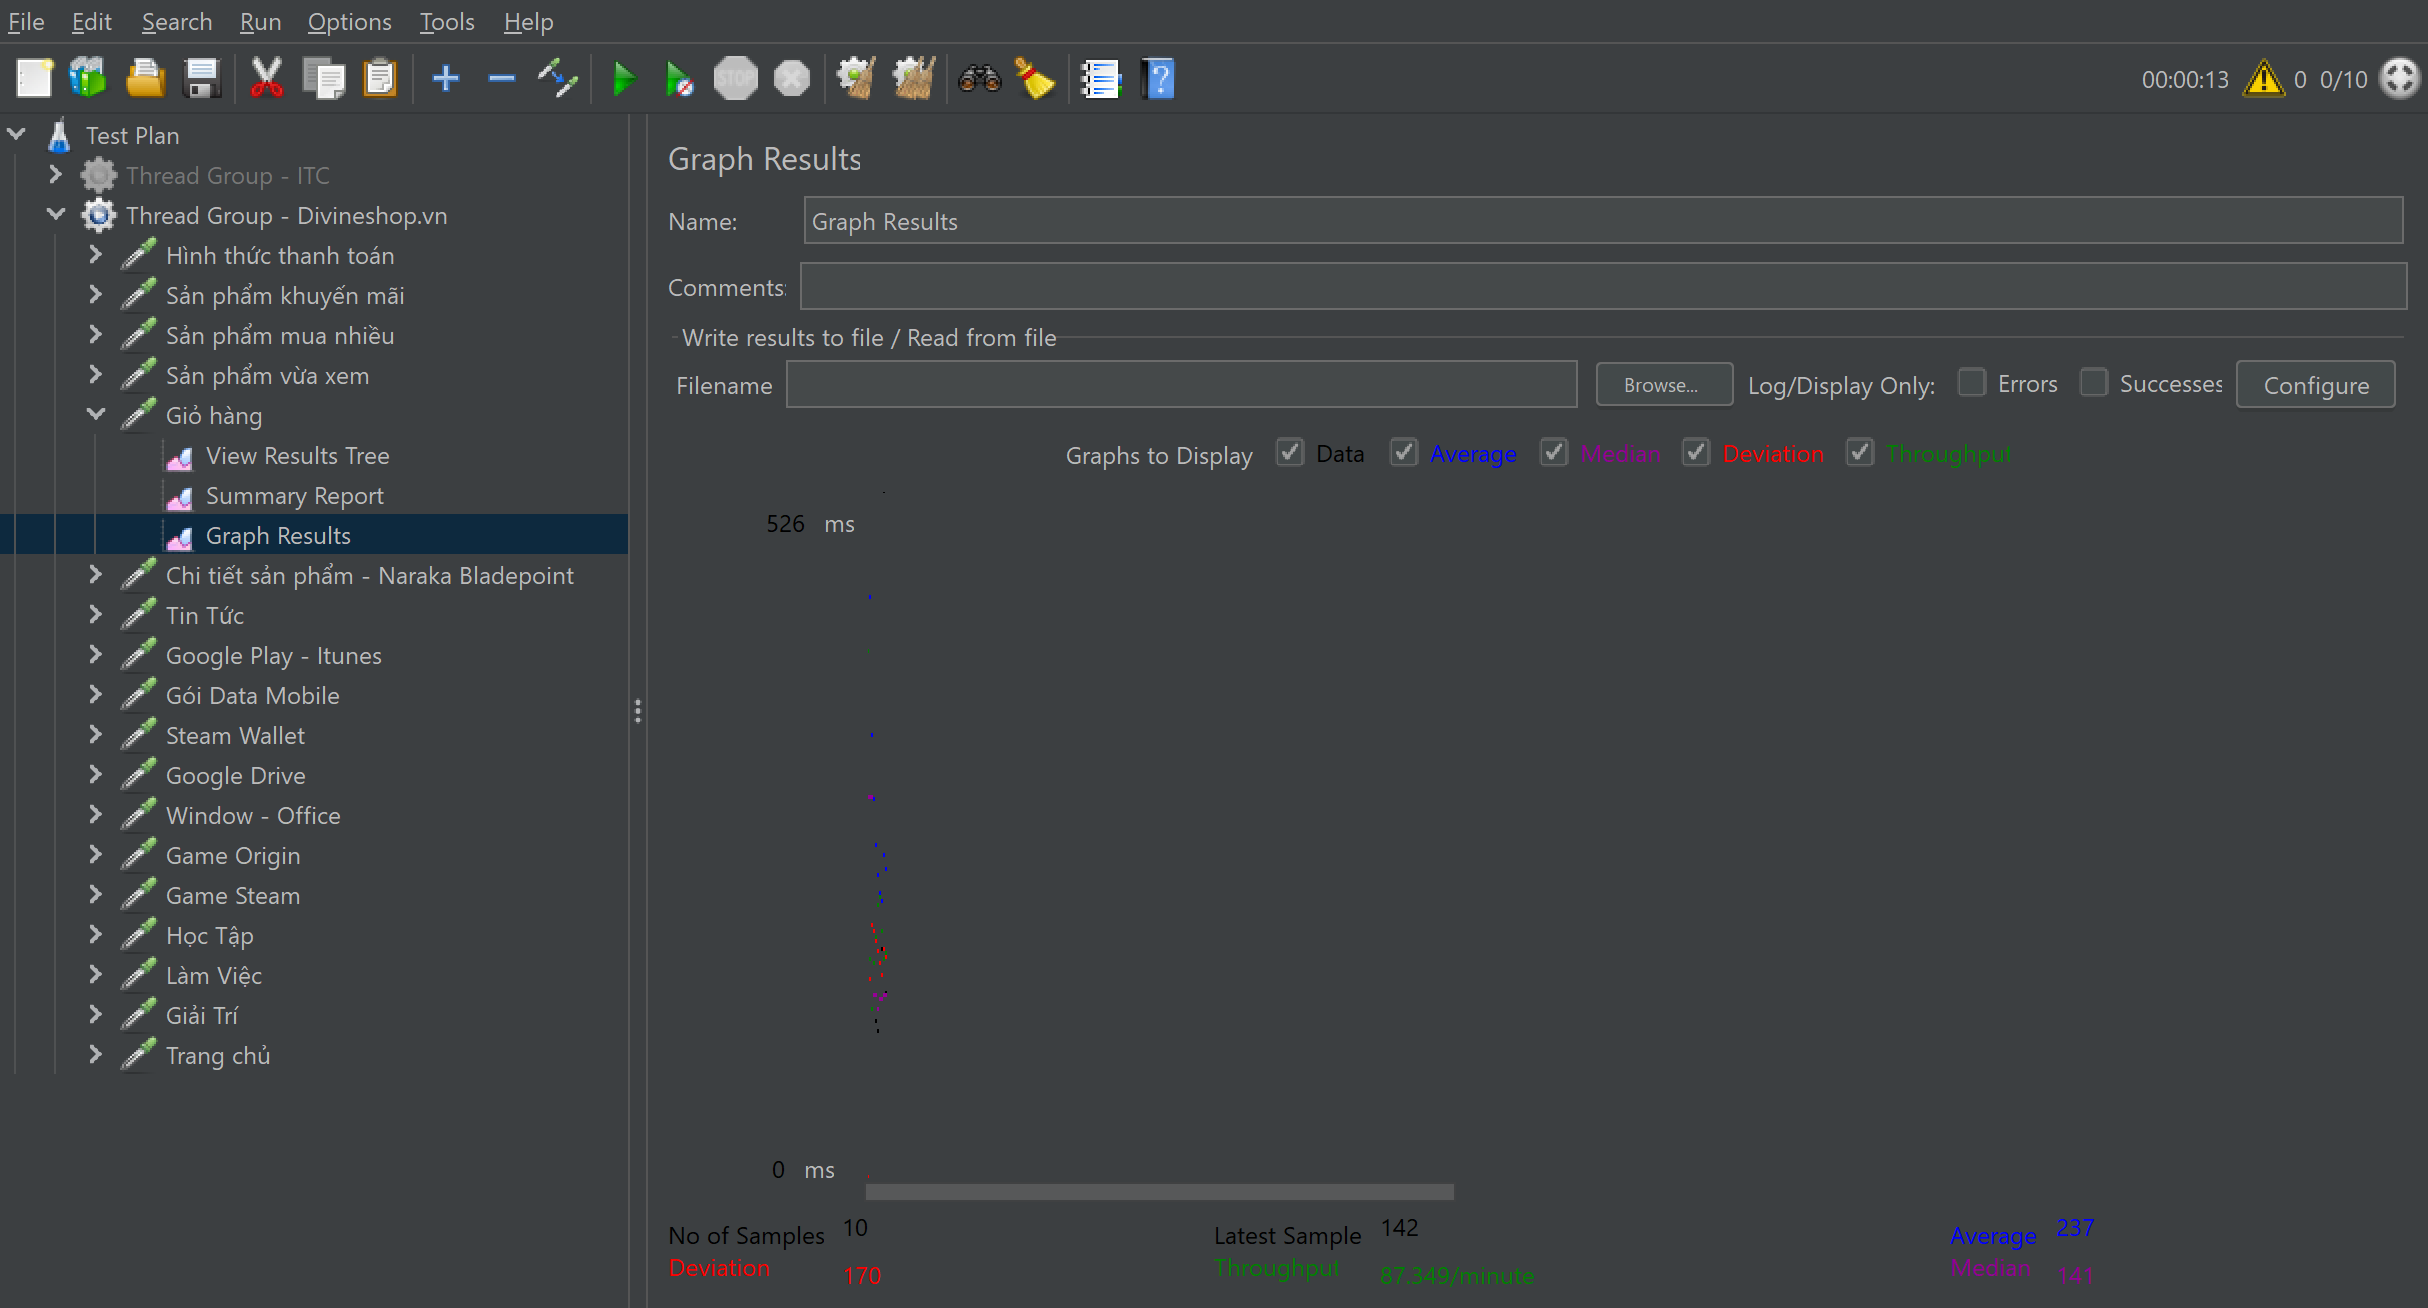 File Edit Search Run Options Tools Help
STOP
00:00:13 0 0/10
Test Plan
Thread Group - ITC
Thread Group - Divineshop.vn
Hình thức thanh toán
Sản phẩm khuyến mãi
Sản phẩm mua nhiều
Sản phẩm vừa xem
Giỏ hàng
View Results Tree
Summary Report
Graph Results
Chi tiết sản phẩm - Naraka Bladepoint
Tin Tức
Google Play - Itunes
Gói Data Mobile
Steam Wallet
Google Drive
Window - Office
Game Origin
Game Steam
Học Tập
Làm Việc
Giải Trí
Trang chủ
Graph Results
Name: Graph Results
Comments:
Write results to file / Read from file
Filename Browse... Log/Display Only: Errors Successes Configure
Graphs to Display Data Average Median Deviation Throughput
526 ms
0 ms
No of Samples 10 Latest Sample 142 Average 237
Deviation 170 Throughput 87.349/minute Median 141